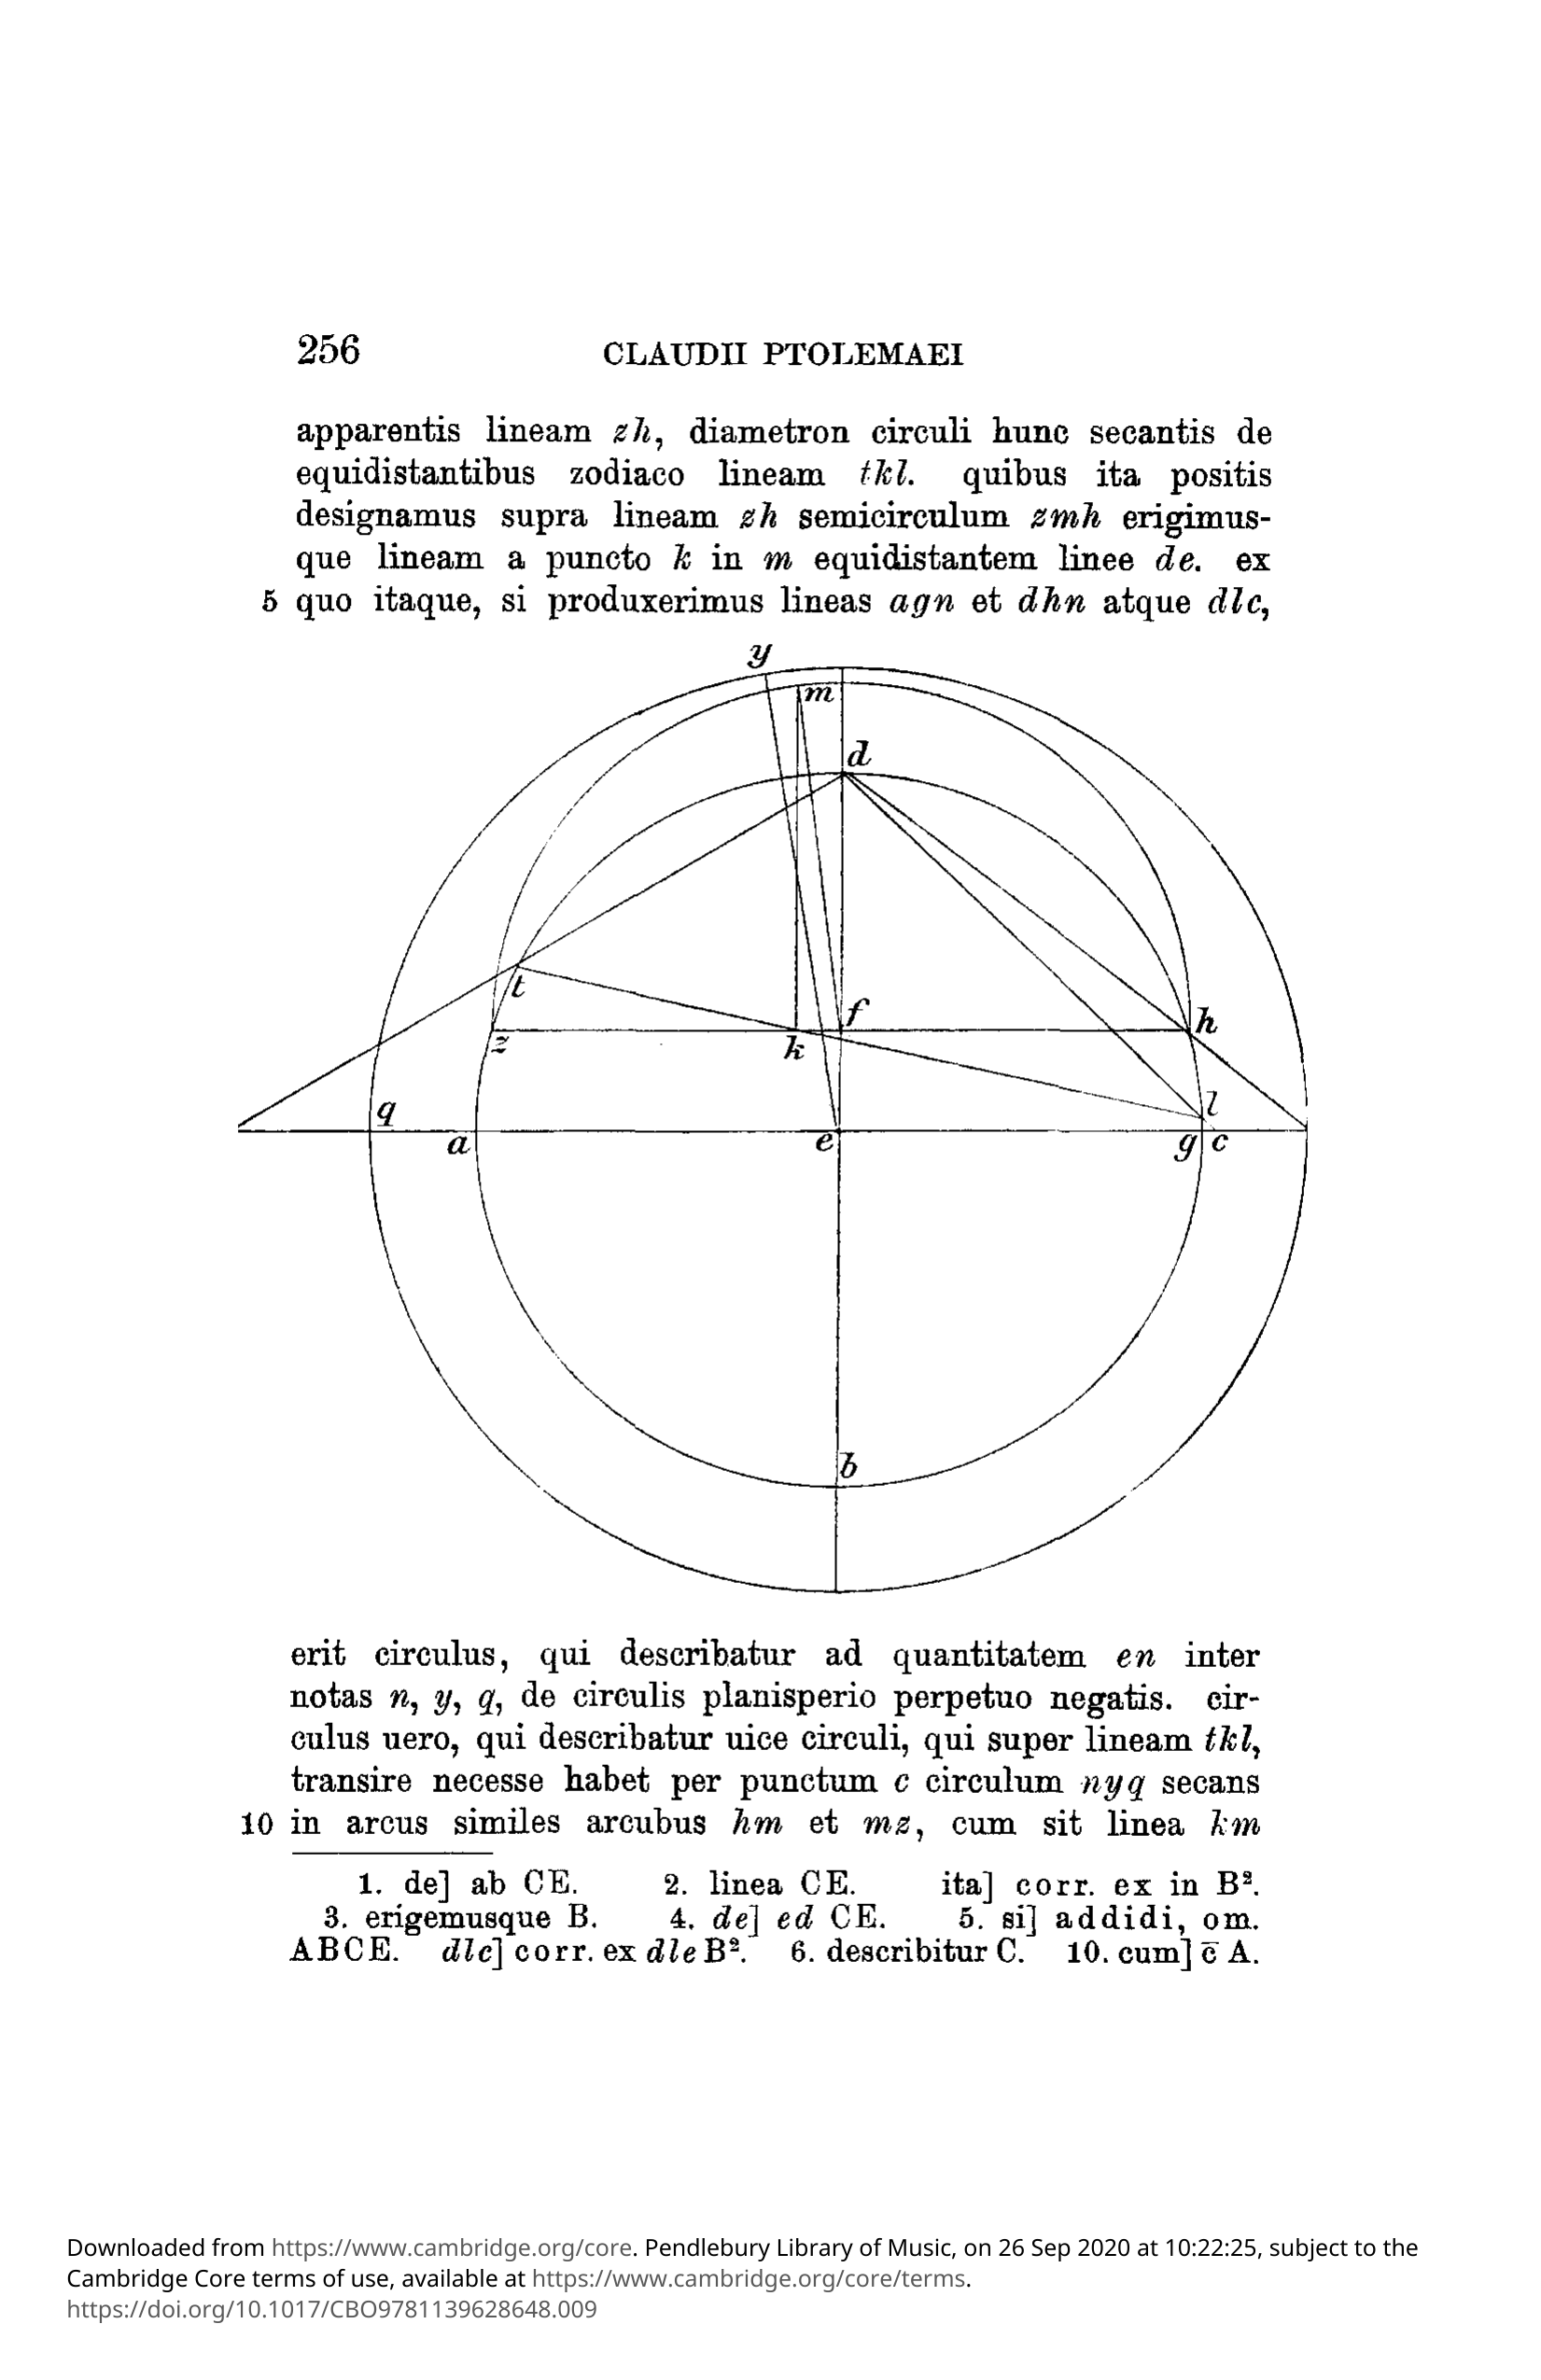 256 CLAUDII PTOLEMAEI
apparentis lineam zh, diametron circuli hunc secantis de
equidistantibus zodiaco lineam tkl. quibus ita positis
designamus supra lineam zh semicirculum zmh erigimus-
que lineam a puncto k in m equidistantem linee de. ex
5 quo itaque, si produxerimus lineas agn et dhn atque dlc,
y
m
d
t
f
h
z
k
q
l
a
e
g c
b
erit circulus, qui describatur ad quantitatem en inter
notas n, y, q, de circulis planisperio perpetuo negatis. cir-
culus uero, qui describatur uice circuli, qui super lineam tkl,
transire necesse habet per punctum c circulum nyq secans
10 in arcus similes arcubus hm et mz, cum sit linea km
1. de] ab CE. 2. linea CE. ita] corr. ex in B².
3. erigemusque B. 4. de] ed CE. 5. si] addidi, om.
ABCE. dlc] corr. ex dle B². 6. describitur C. 10. cum] c̄ A.
Downloaded from https://www.cambridge.org/core. Pendlebury Library of Music, on 26 Sep 2020 at 10:22:25, subject to the
Cambridge Core terms of use, available at https://www.cambridge.org/core/terms.
https://doi.org/10.1017/CBO9781139628648.009